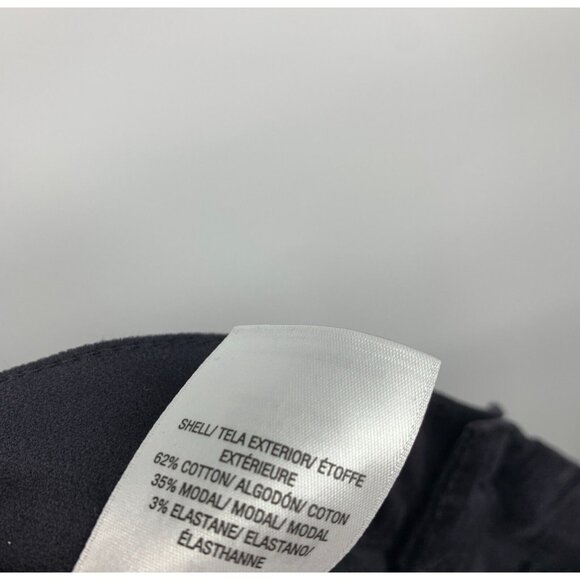 SHELL/ TELA EXTERIOR/ ÉTOFFE
EXTÉRIEURE
62% COTTON/ ALGODÓN/ COTON
35% MODAL/ MODAL/ MODAL
3% ELASTANE/ ELASTANO/
ÉLASTHANNE